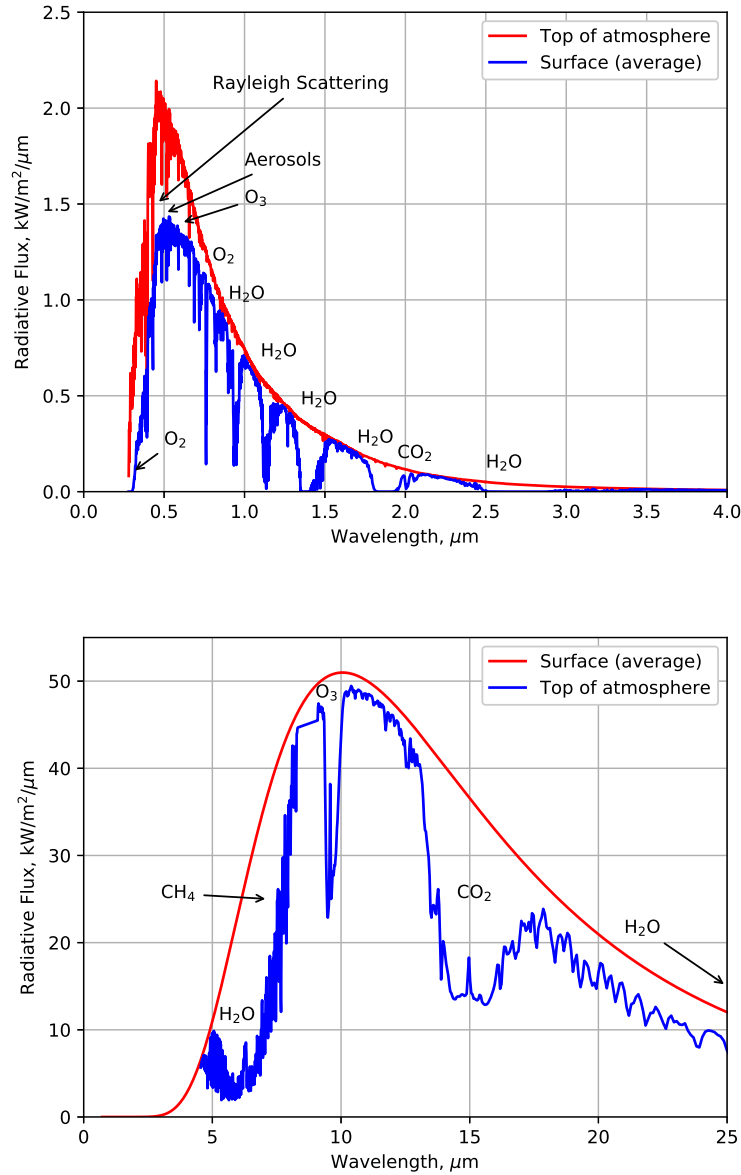 2.5
2.0
1.5
1.0
0.5
0.0
Radiative Flux, kW/m²/μm
Top of atmosphere
Surface (average)
Rayleigh Scattering
Aerosols
O₃
O₂
H₂O
H₂O
H₂O
O₂
H₂O
CO₂
H₂O
0.0 0.5 1.0 1.5 2.0 2.5 3.0 3.5 4.0
Wavelength, μm
50
40
30
20
10
0
Radiative Flux, kW/m²/μm
Surface (average)
Top of atmosphere
O₃
CH₄
CO₂
H₂O
H₂O
0 5 10 15 20 25
Wavelength, μm